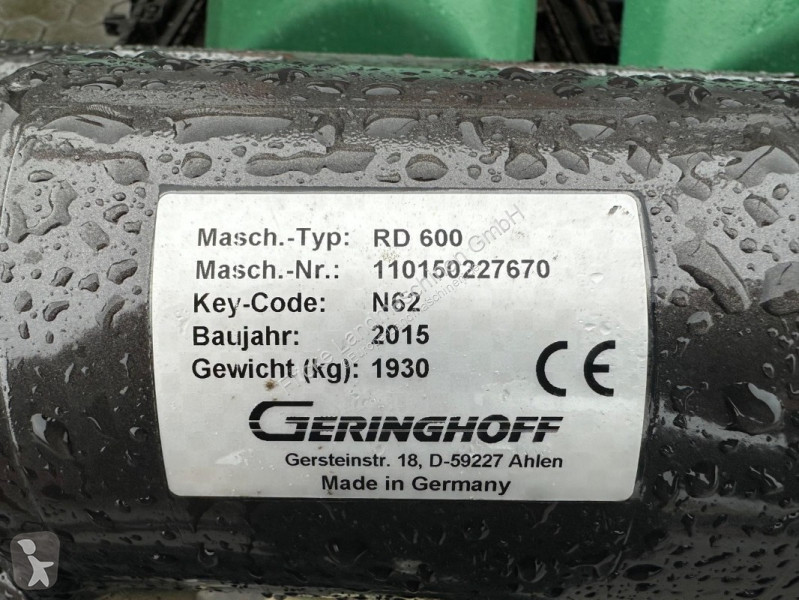 Masch.-Typ: RD 600
Masch.-Nr.: 110150227670
Key-Code: N62
Baujahr: 2015
Gewicht (kg): 1930
CE
GERINGHOFF
Gersteinstr. 18, D-59227 Ahlen
Made in Germany